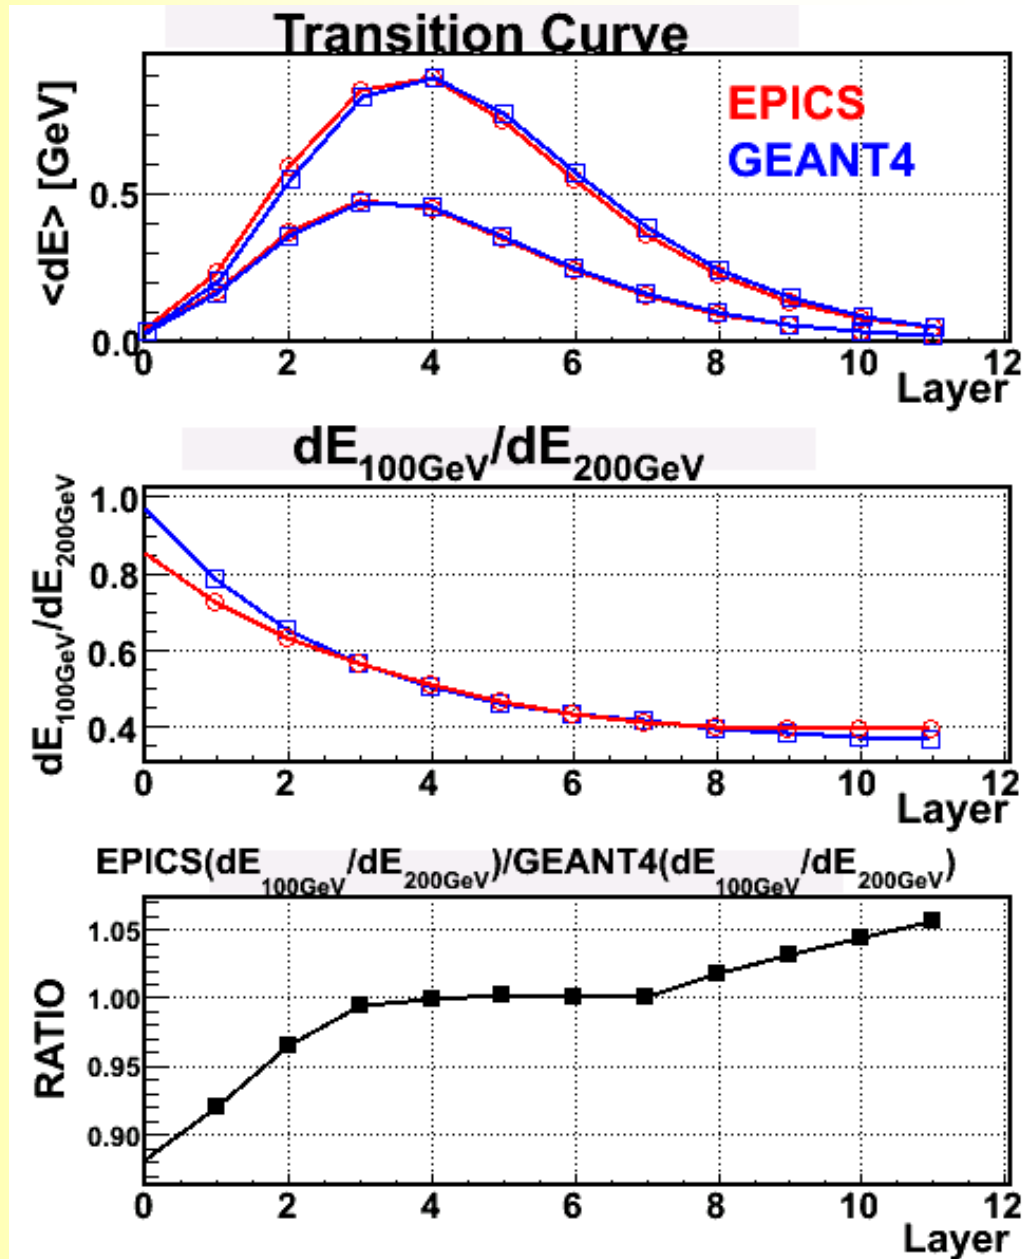 Transition Curve
<dE> [GeV]
EPICS
GEANT4
0.5
0.0
0 2 4 6 8 10 12
Layer
dE100GeV/dE200GeV
dE100GeV/dE200GeV
1.0
0.8
0.6
0.4
0 2 4 6 8 10 12
Layer
EPICS(dE100GeV/dE200GeV)/GEANT4(dE100GeV/dE200GeV)
RATIO
1.05
1.00
0.95
0.90
0 2 4 6 8 10 12
Layer